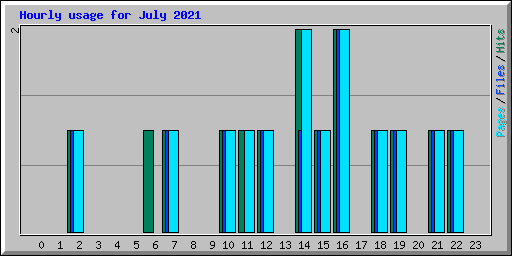 Hourly usage for July 2021
2
Pages / Files / Hits
0 1 2 3 4 5 6 7 8 9 10 11 12 13 14 15 16 17 18 19 20 21 22 23